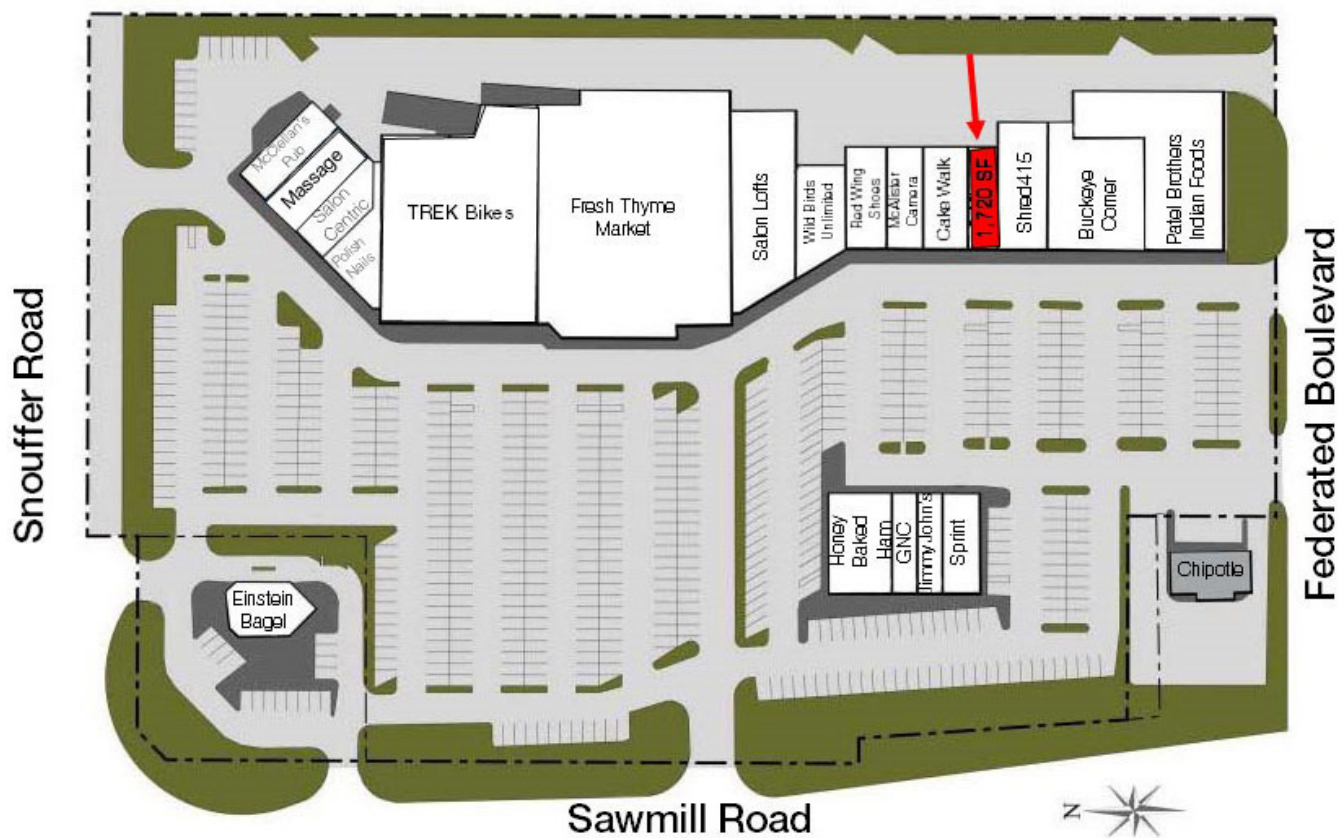 McClellan's
Pub
Massage
Salon
Centric
Polish
Nails
TREK Bikes
Fresh Thyme
Market
Salon Lofts
Wild Birds
Unlimited
Red Wing
Shoes
McAlister
Camera
Cake Walk
1,720 SF
Shred415
Buckeye
Corner
Patel Brothers
Indian Foods
Snouffer Road
Federated Boulevard
Honey
Baked
Ham
GNC
Jimmy John's
Sprint
Chipotle
Einstein
Bagel
Sawmill Road
N